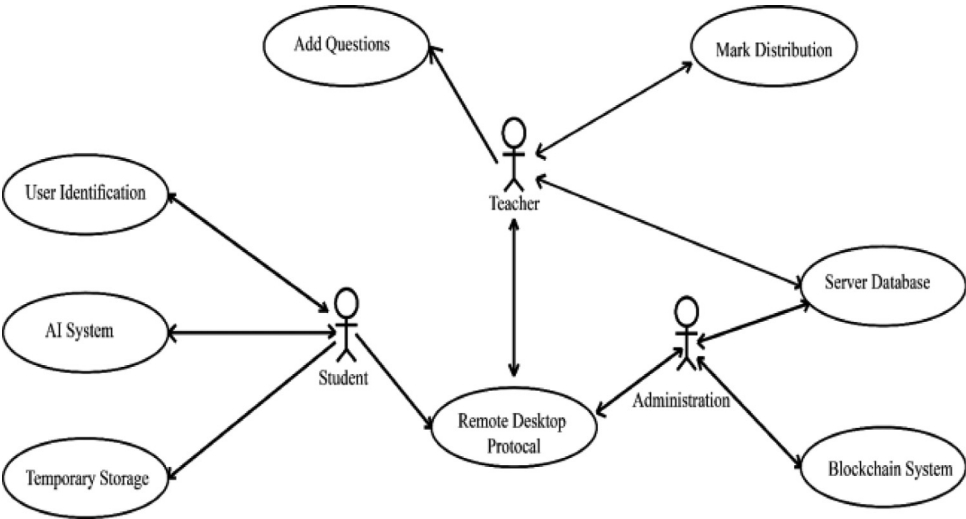 Add Questions
Mark Distribution
User Identification
Teacher
Server Database
AI System
Student
Administration
Remote Desktop
Protocal
Temporary Storage
Blockchain System